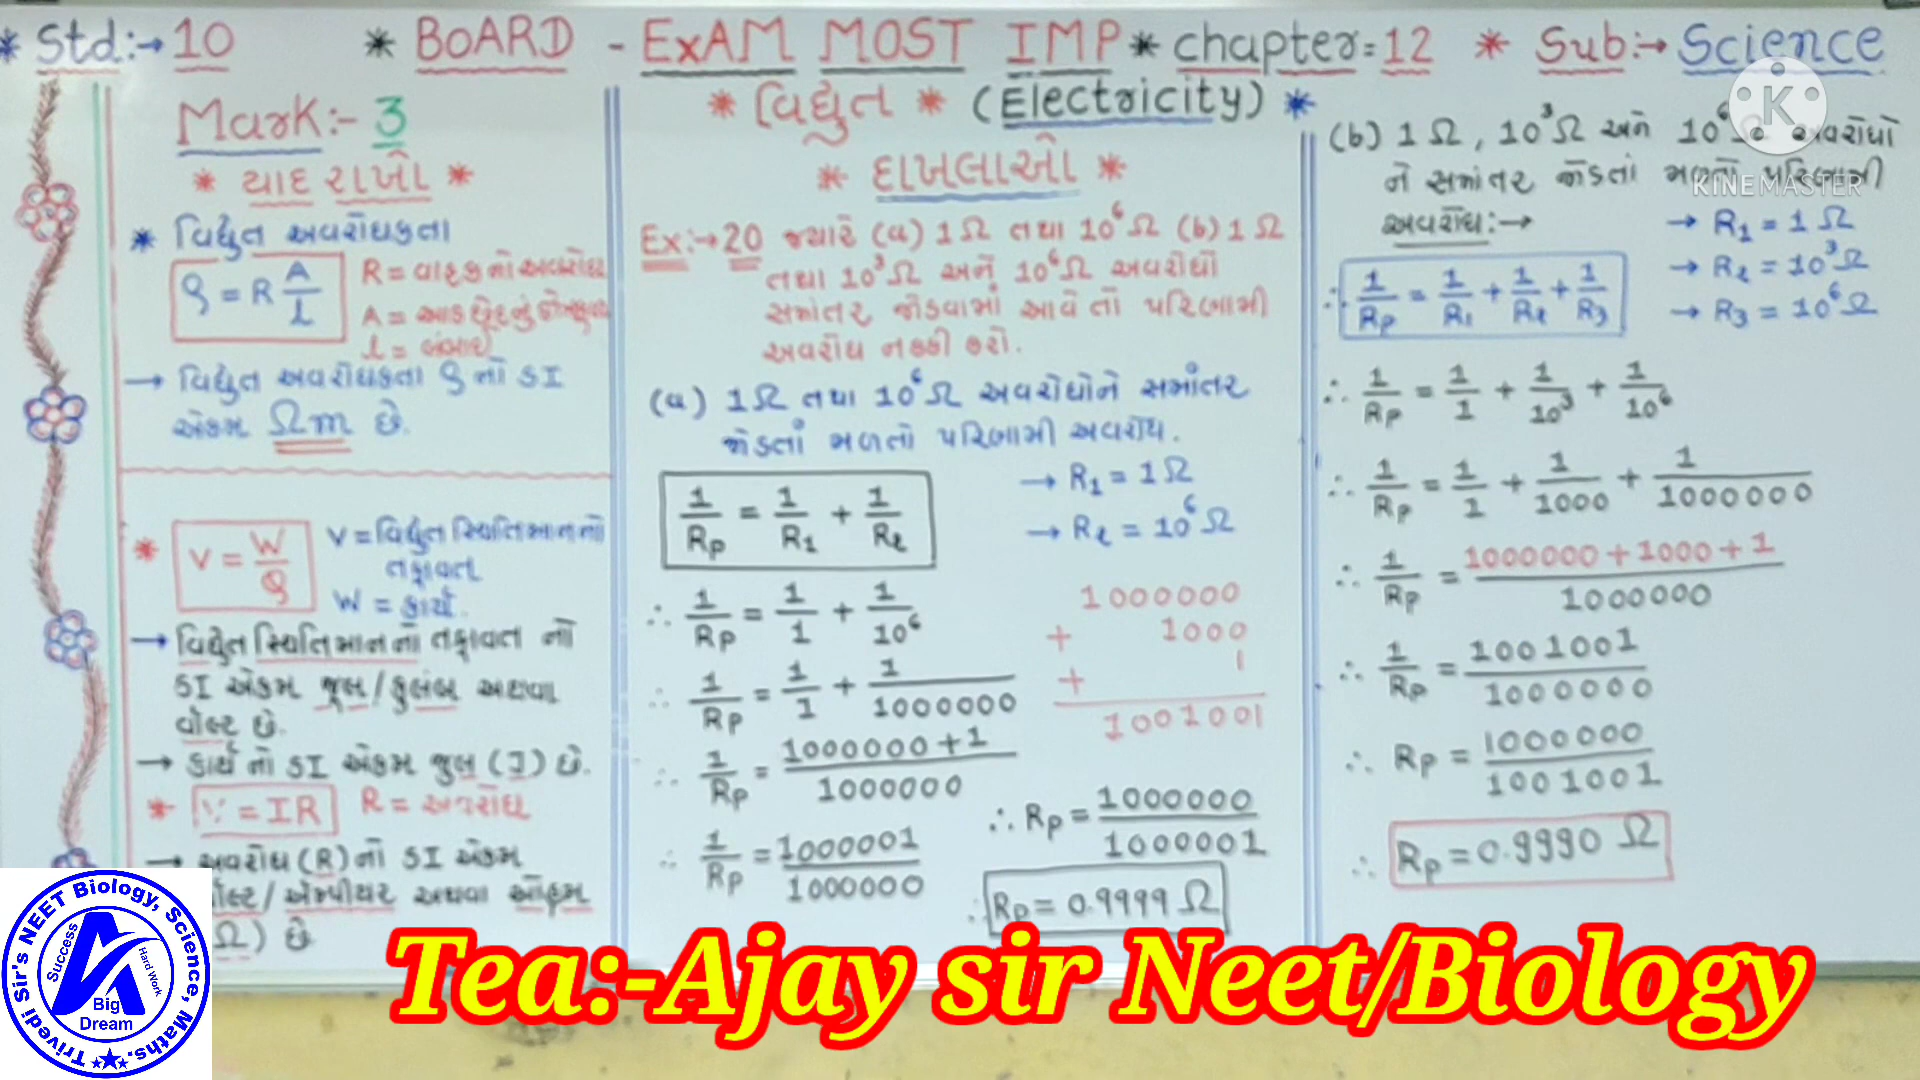 * Std:→ 10 * BOARD - EXAM MOST IMP * chapter = 12 * Sub:→ Science
Mark:- 3
* યાદ રાખો *
* વિદ્યુત અવરોધકતા
ρ = R A/l
R = વાહકનો અવરોધ
A = આડછેદનું ક્ષેત્રફળ
l = લંબાઈ
→ વિદ્યુત અવરોધકતા ρ નો SI
એકમ Ωm છે.
* V = W/Q
V = વિદ્યુત સ્થિતિમાનનો
તફાવત
W = કાર્ય.
→ વિદ્યુત સ્થિતિમાનનો તફાવત નો
SI એકમ જૂલ/કુલંબ અથવા
વોલ્ટ છે.
→ કાર્ય નો SI એકમ જુલ (J) છે.
* V = IR R = અવરોધ
→ અવરોધ (R) નો SI એકમ
વોલ્ટ/એમ્પીયર અથવા ઓહમ
(Ω) છે
* વિદ્યુત * (Electricity) *
* દાખલાઓ *
Ex:→ 20 જ્યારે (a) 1Ω તથા 10⁶Ω (b) 1Ω
તથા 10³Ω અને 10⁶Ω અવરોધો
સમાંતર જોડવામાં આવે તો પરિણામી
અવરોધ નક્કી કરો.
(a) 1Ω તથા 10⁶Ω અવરોધોને સમાંતર
જોડતાં મળતો પરિણામી અવરોધ.
1/Rp = 1/R1 + 1/R2
→ R1 = 1Ω
→ R2 = 10⁶Ω
∴ 1/Rp = 1/1 + 1/10⁶
∴ 1/Rp = 1/1 + 1/1000000
∴ 1/Rp = 1000000 + 1/1000000
∴ 1/Rp = 1000001/1000000
1000000
+ 1000
+ 1
1001001
∴ Rp = 1000000/1000001
∴ Rp = 0.9999 Ω
(b) 1Ω, 10³Ω અને 10⁶Ω અવરોધો
ને સમાંતર જોડતાં મળતો પરિણામી
અવરોધ:→
→ R1 = 1Ω
→ R2 = 10³Ω
→ R3 = 10⁶Ω
∴ 1/Rp = 1/R1 + 1/R2 + 1/R3
∴ 1/Rp = 1/1 + 1/10³ + 1/10⁶
∴ 1/Rp = 1/1 + 1/1000 + 1/1000000
∴ 1/Rp = 1000000 + 1000 + 1/1000000
∴ 1/Rp = 1001001/1000000
∴ Rp = 1000000/1001001
∴ Rp = 0.9990 Ω
K
KINEMASTER
Trivedi Sir's NEET Biology, Science, Maths.
Success
Hard Work
Big
Dream
Tea:-Ajay sir Neet/Biology